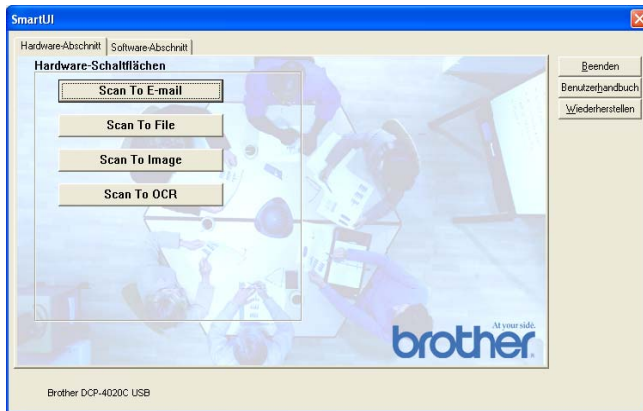 SmartUI
Hardware-Abschnitt
Software-Abschnitt
Hardware-Schaltflächen
Scan To E-mail
Scan To File
Scan To Image
Scan To OCR
Beenden
Benutzerhandbuch
Wiederherstellen
At your side.
brother
Brother DCP-4020C USB